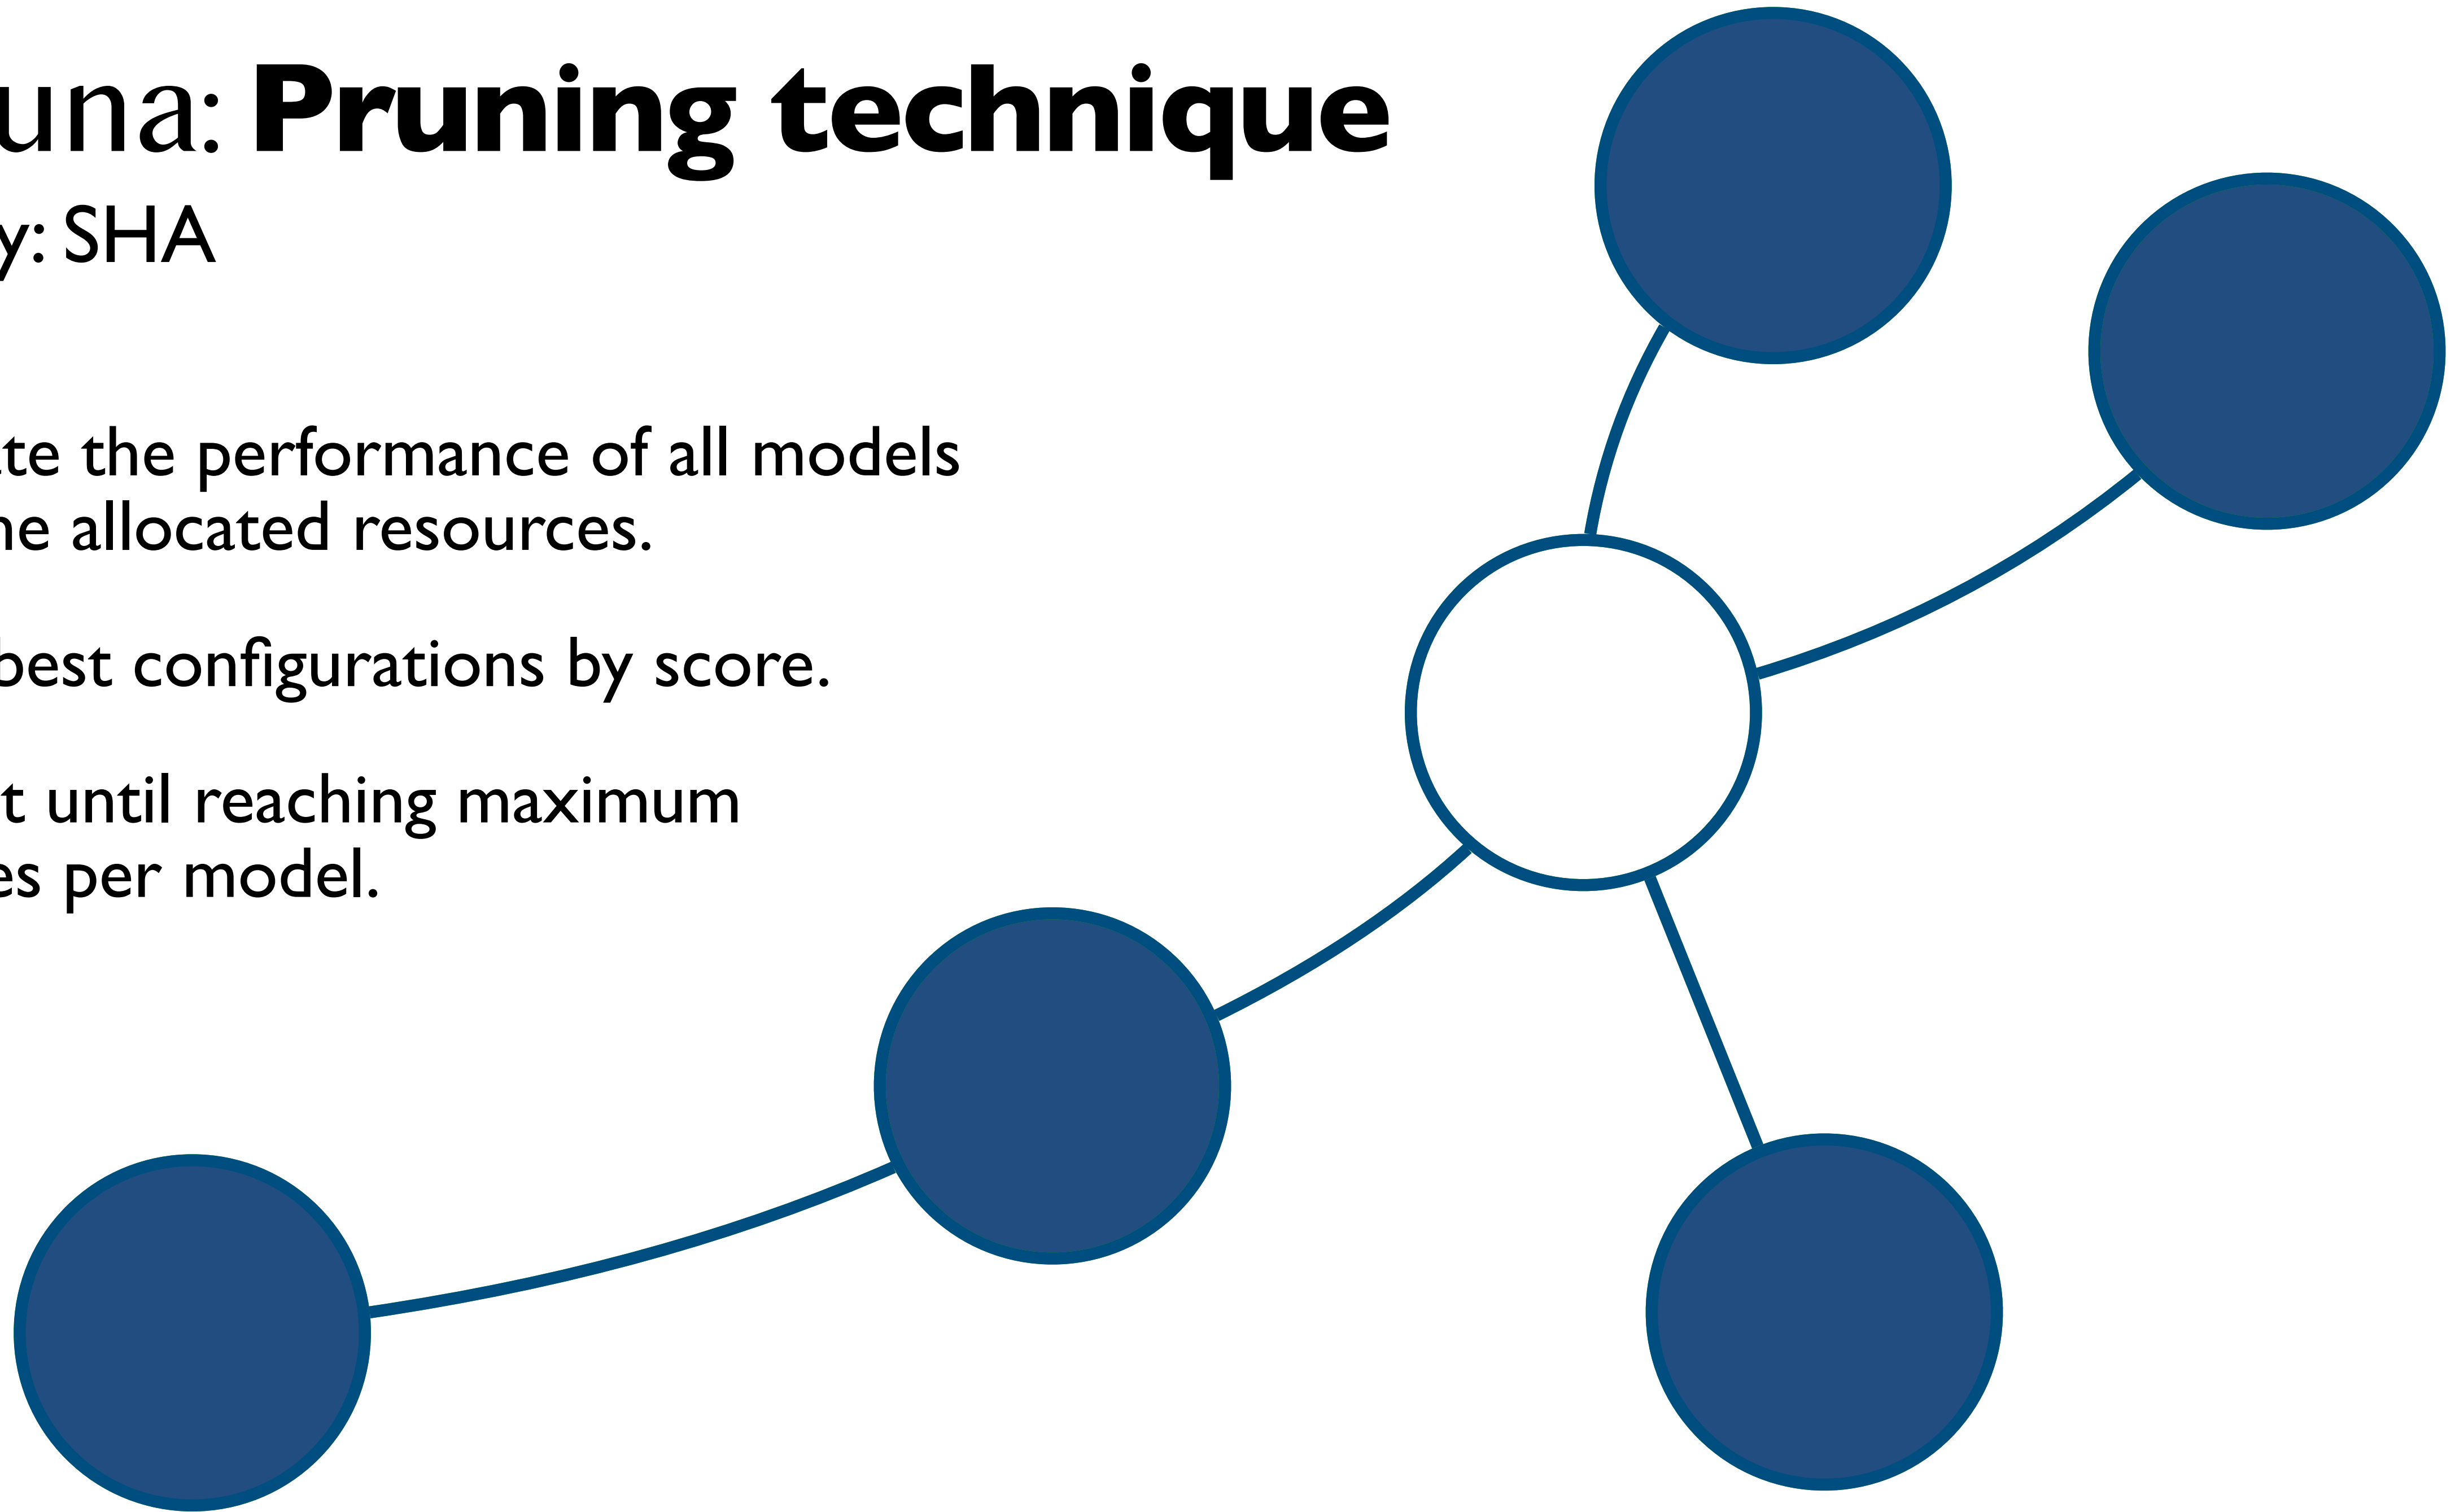 una: Pruning technique
y: SHA
te the performance of all models
ne allocated resources.
best configurations by score.
t until reaching maximum
es per model.